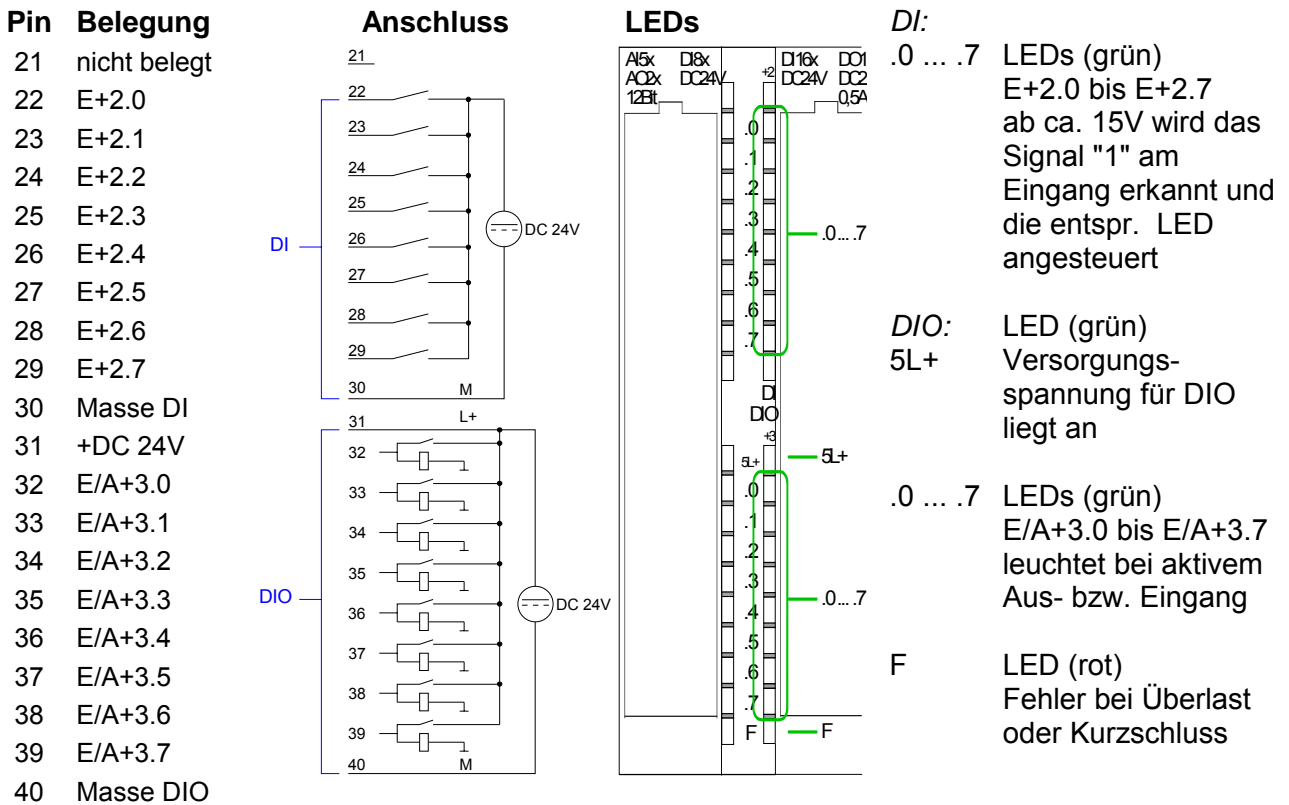 Pin Belegung Anschluss LEDs
21 nicht belegt
22 E+2.0
23 E+2.1
24 E+2.2
25 E+2.3
26 E+2.4
27 E+2.5
28 E+2.6
29 E+2.7
30 Masse DI
31 +DC 24V
32 E/A+3.0
33 E/A+3.1
34 E/A+3.2
35 E/A+3.3
36 E/A+3.4
37 E/A+3.5
38 E/A+3.6
39 E/A+3.7
40 Masse DIO
21
22
23
24
25
DC 24V
DI
26
27
28
29
30 M
31 L+
32
33
34
35
DIO
DC 24V
36
37
38
39
40 M
AI5x DI8x +2 DI16x DO1
AO2x DC24V DC24V DC2
12Bit 0,5A
.0
.1
.2
.3
.0....7
.4
.5
.6
.7
DI
DIO
+3
5L+ 5L+
.0
.1
.2
.3
.0....7
.4
.5
.6
.7
F F
DI:
.0 ... .7 LEDs (grün)
E+2.0 bis E+2.7
ab ca. 15V wird das
Signal "1" am
Eingang erkannt und
die entspr. LED
angesteuert
DIO: LED (grün)
5L+ Versorgungs-
spannung für DIO
liegt an
.0 ... .7 LEDs (grün)
E/A+3.0 bis E/A+3.7
leuchtet bei aktivem
Aus- bzw. Eingang
F LED (rot)
Fehler bei Überlast
oder Kurzschluss